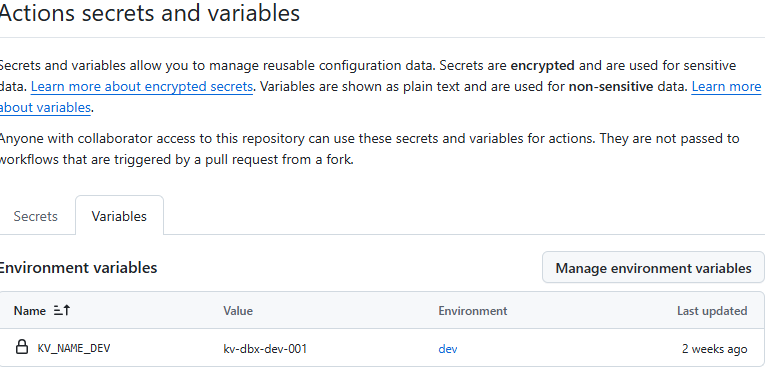 Actions secrets and variables
Secrets and variables allow you to manage reusable configuration data. Secrets are encrypted and are used for sensitive
data. Learn more about encrypted secrets. Variables are shown as plain text and are used for non-sensitive data. Learn more
about variables.
Anyone with collaborator access to this repository can use these secrets and variables for actions. They are not passed to
workflows that are triggered by a pull request from a fork.
Secrets
Variables
Environment variables
Manage environment variables
Name
Value
Environment
Last updated
KV_NAME_DEV
kv-dbx-dev-001
dev
2 weeks ago